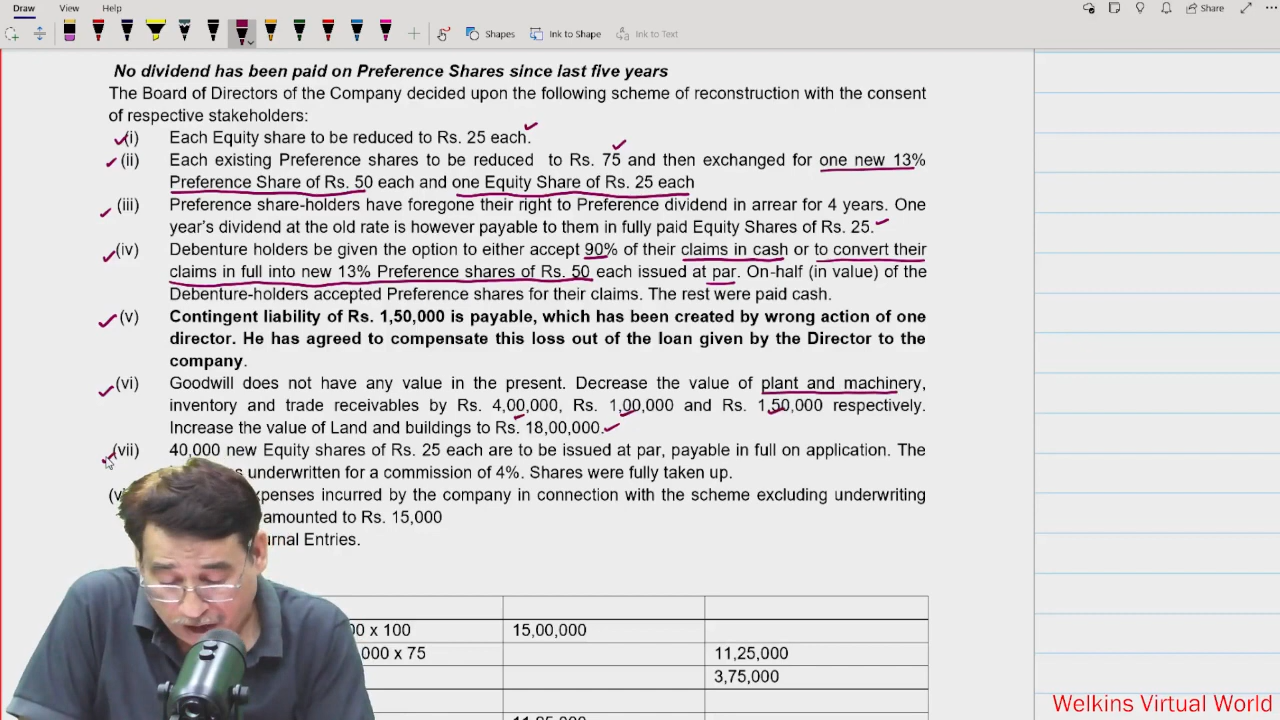 Draw View Help
Shapes Ink to Shape Ink to Text Share
No dividend has been paid on Preference Shares since last five years
The Board of Directors of the Company decided upon the following scheme of reconstruction with the consent
of respective stakeholders:
(i) Each Equity share to be reduced to Rs. 25 each.
(ii) Each existing Preference shares to be reduced to Rs. 75 and then exchanged for one new 13%
Preference Share of Rs. 50 each and one Equity Share of Rs. 25 each
(iii) Preference share-holders have foregone their right to Preference dividend in arrear for 4 years. One
year's dividend at the old rate is however payable to them in fully paid Equity Shares of Rs. 25.
(iv) Debenture holders be given the option to either accept 90% of their claims in cash or to convert their
claims in full into new 13% Preference shares of Rs. 50 each issued at par. On-half (in value) of the
Debenture-holders accepted Preference shares for their claims. The rest were paid cash.
(v) Contingent liability of Rs. 1,50,000 is payable, which has been created by wrong action of one
director. He has agreed to compensate this loss out of the loan given by the Director to the
company.
(vi) Goodwill does not have any value in the present. Decrease the value of plant and machinery,
inventory and trade receivables by Rs. 4,00,000, Rs. 1,00,000 and Rs. 1,50,000 respectively.
Increase the value of Land and buildings to Rs. 18,00,000.
(vii) 40,000 new Equity shares of Rs. 25 each are to be issued at par, payable in full on application. The
underwritten for a commission of 4%. Shares were fully taken up.
incurred by the company in connection with the scheme excluding underwriting
amounted to Rs. 15,000
Entries.
x 100 15,00,000
x 75 11,25,000
3,75,000
Welkins Virtual World